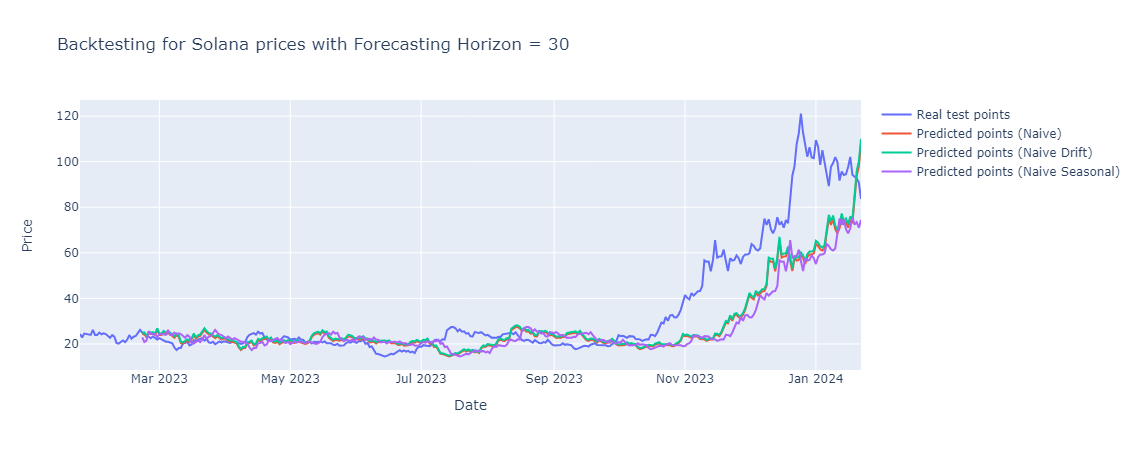 Backtesting for Solana prices with Forecasting Horizon = 30
120
100
80
60
40
20
Price
Mar 2023
May 2023
Jul 2023
Sep 2023
Nov 2023
Jan 2024
Date
Real test points
Predicted points (Naive)
Predicted points (Naive Drift)
Predicted points (Naive Seasonal)